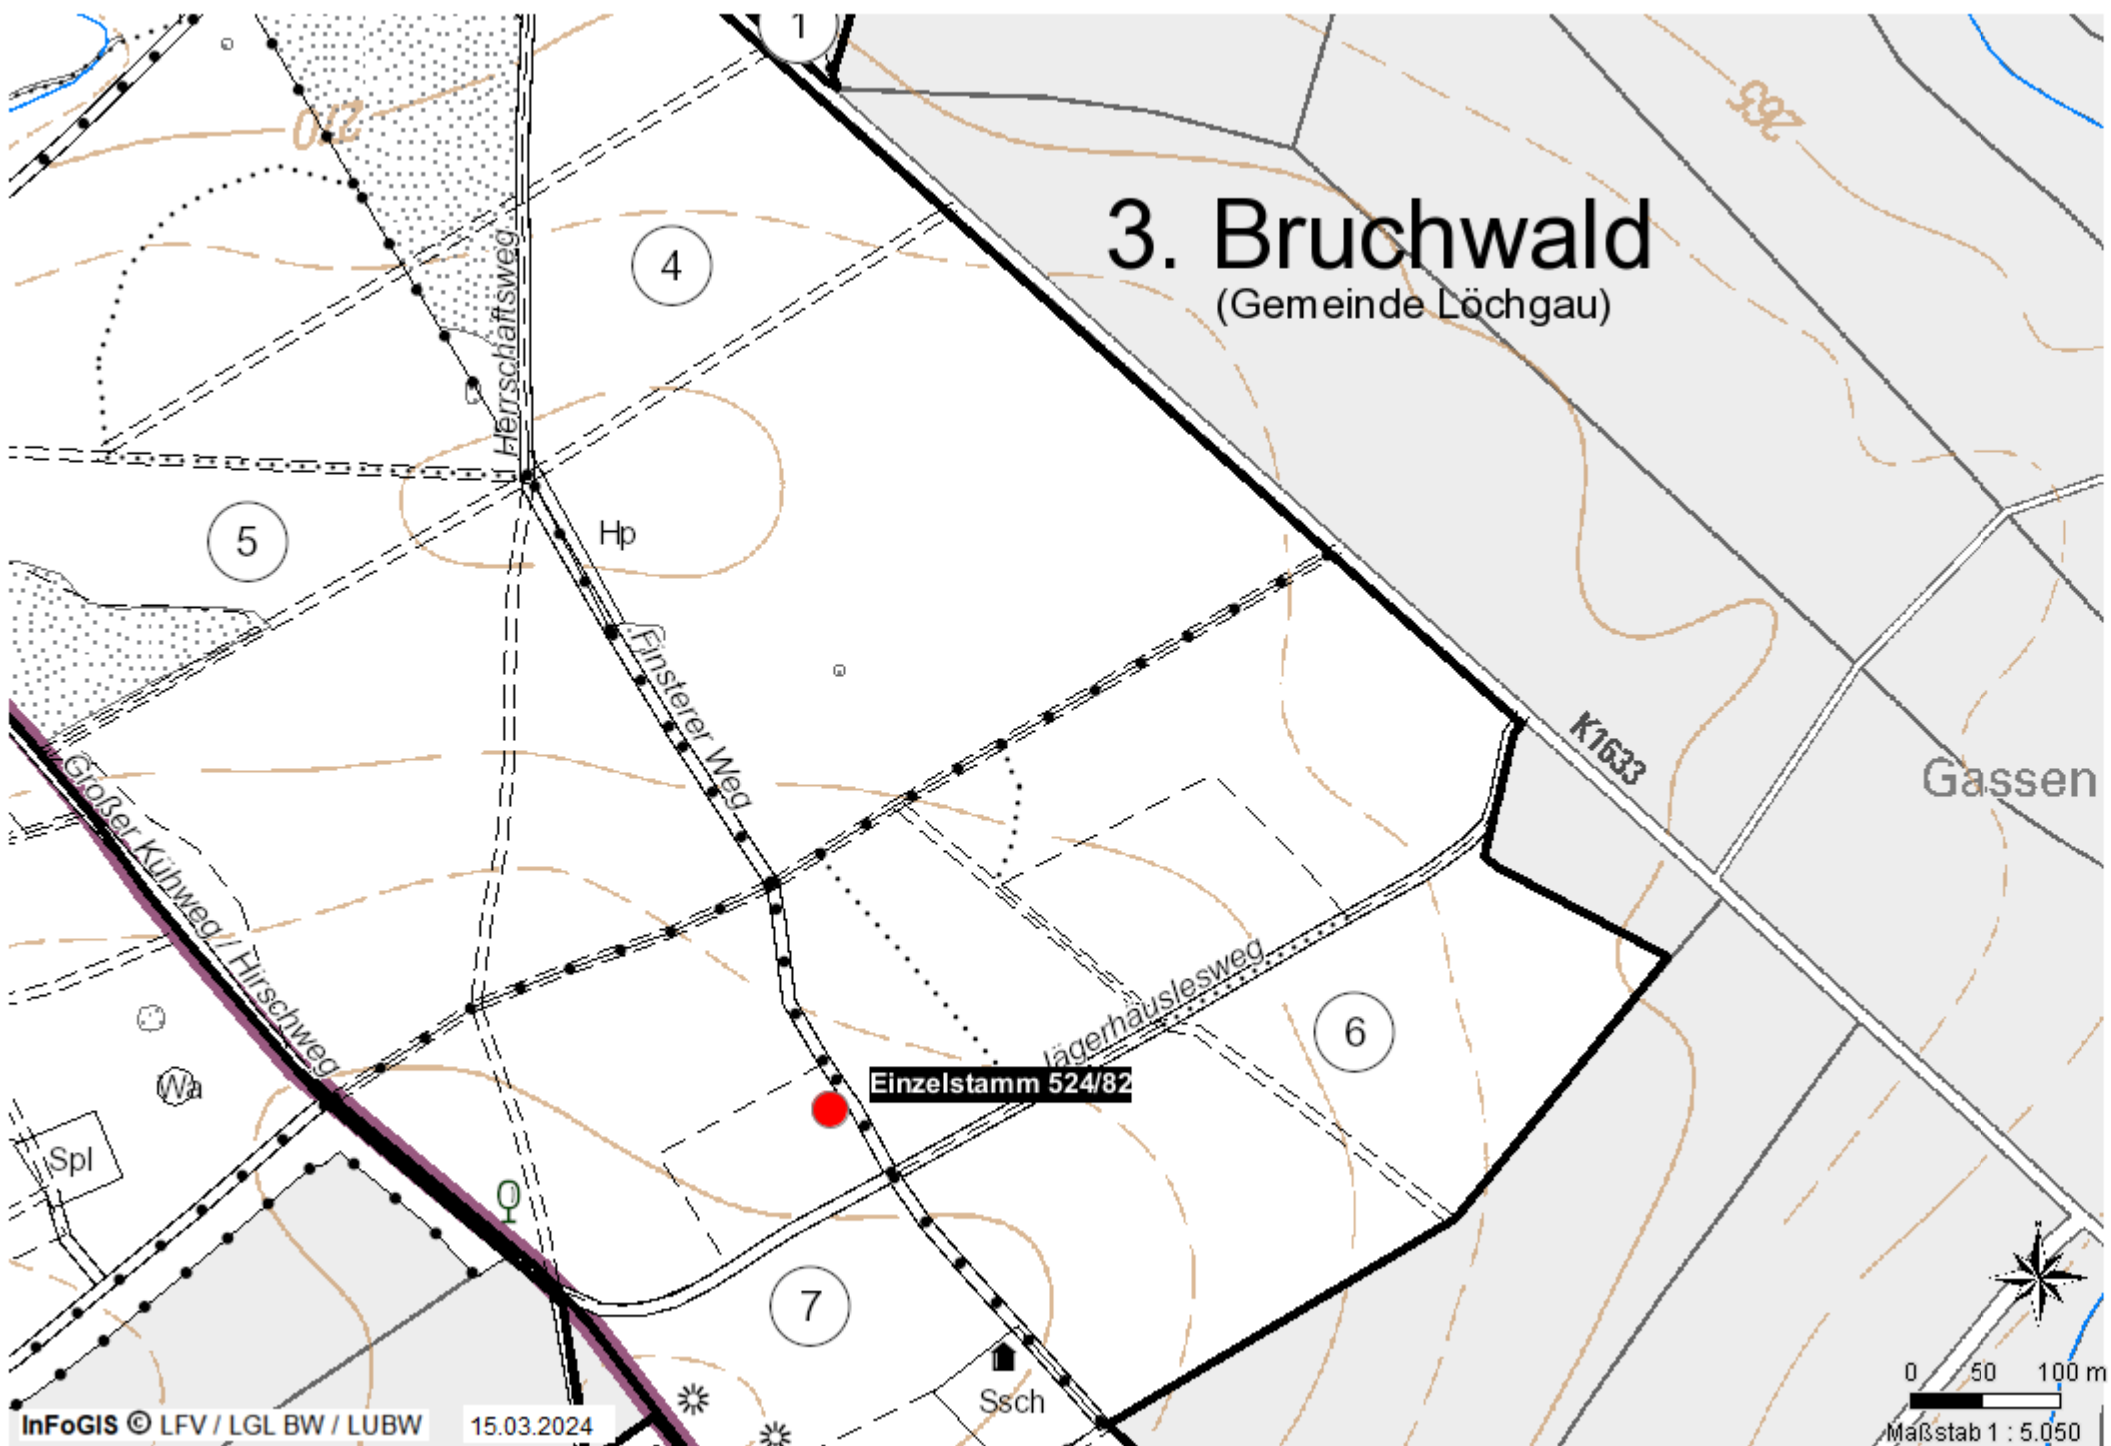 1
270
265
3. Bruchwald
(Gemeinde Löchgau)
4
Herrschaftsweg
5
Hp
Finsterer Weg
K1633
Gassen
Großer Kühweg / Hirschweg
Jägerhäuslesweg
6
Wa
Einzelstamm 524/82
Spl
7
Ssch
0 50 100 m
Maßstab 1 : 5.050
InFoGIS © LFV / LGL BW / LUBW 15.03.2024